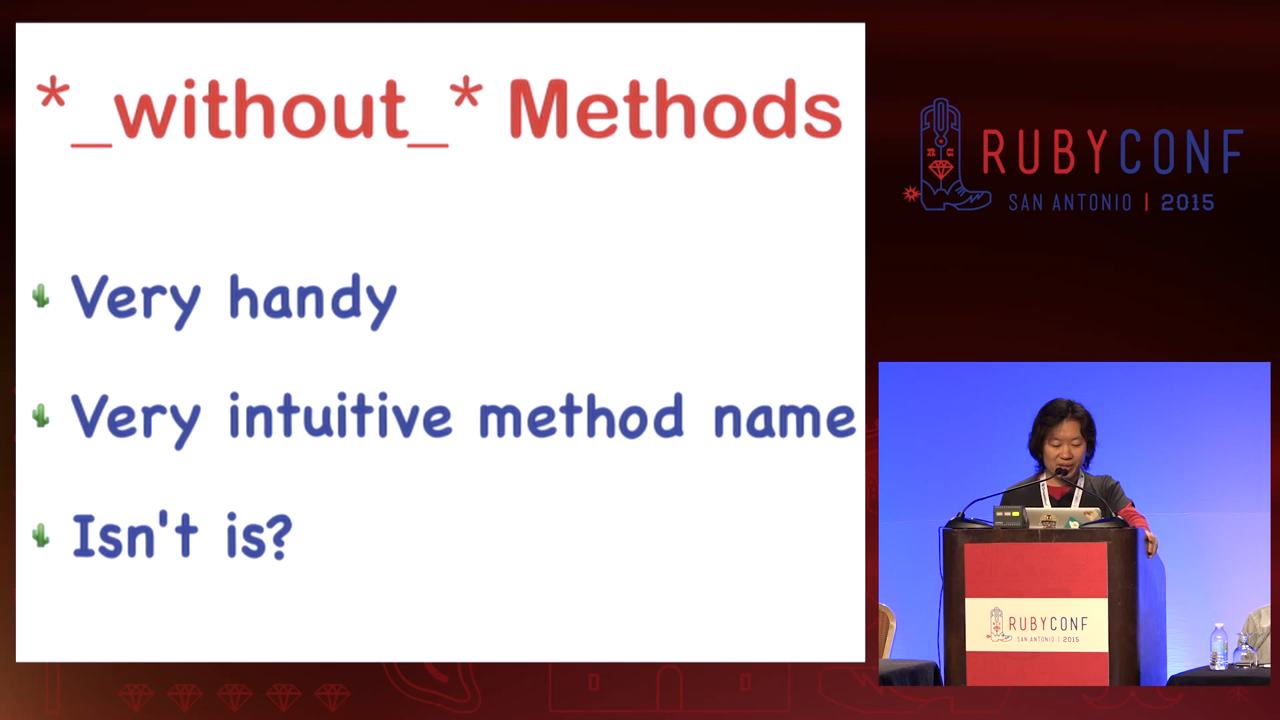 *_without_* Methods
Very handy
Very intuitive method name
Isn't is?
RUBYCONF
SAN ANTONIO | 2015
RUBYCONF
SAN ANTONIO | 2015